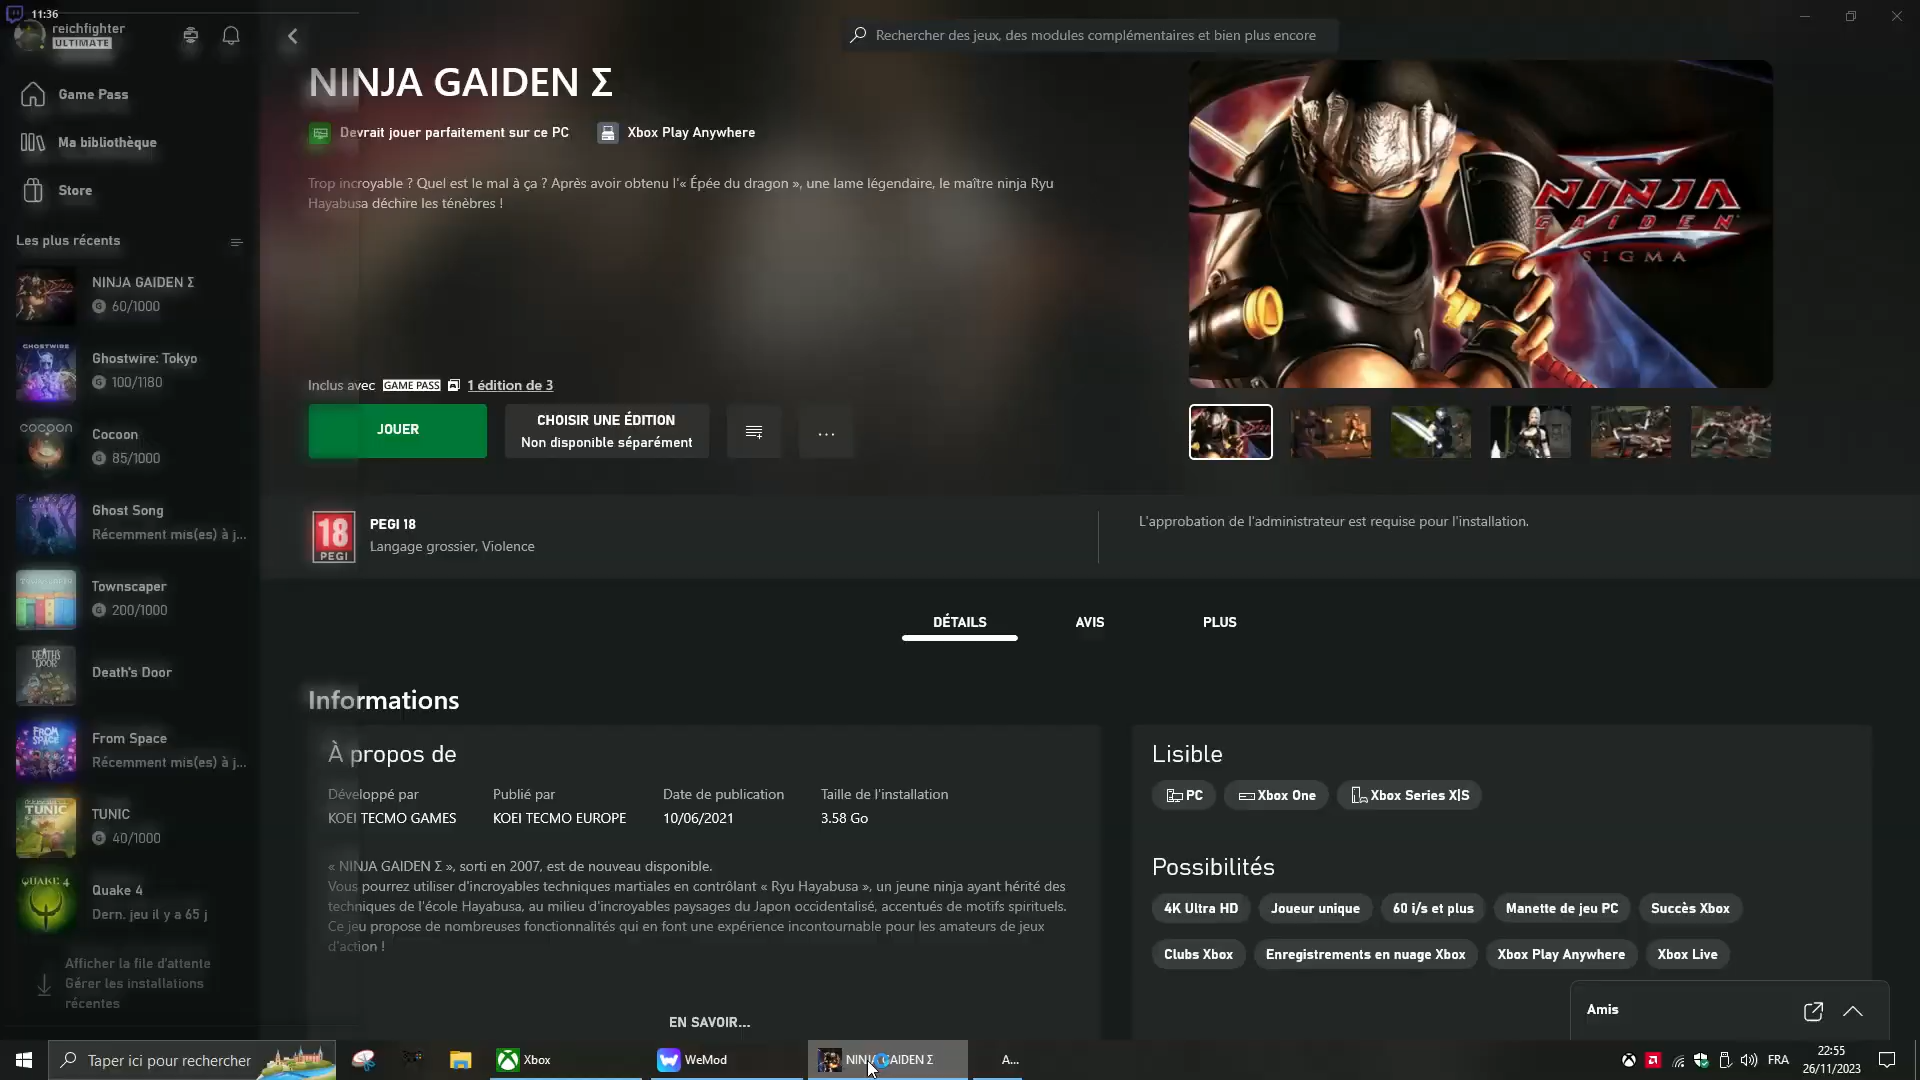 11:36
reichfighter
ULTIMATE
Rechercher des jeux, des modules complémentaires et bien plus encore
Game Pass
Ma bibliothèque
Store
Les plus récents
NINJA GAIDEN Σ
60/1000
Ghostwire: Tokyo
100/1180
Cocoon
85/1000
Ghost Song
Récemment mis(es) à j...
Townscaper
200/1000
Death's Door
From Space
Récemment mis(es) à j...
TUNIC
40/1000
Quake 4
Dern. jeu il y a 65 j
Afficher la file d'attente
Gérer les installations
récentes
NINJA GAIDEN Σ
Devrait jouer parfaitement sur ce PC
Xbox Play Anywhere
Trop incroyable ? Quel est le mal à ça ? Après avoir obtenu l'« Épée du dragon », une lame légendaire, le maître ninja Ryu
Hayabusa déchire les ténèbres !
Inclus avec GAME PASS 1 édition de 3
JOUER
CHOISIR UNE ÉDITION
Non disponible séparément
...
NINJA
GAIDEN
SIGMA
18
PEGI
PEGI 18
Langage grossier, Violence
L'approbation de l'administrateur est requise pour l'installation.
DÉTAILS
AVIS
PLUS
Informations
À propos de
Développé par
KOEI TECMO GAMES
Publié par
KOEI TECMO EUROPE
Date de publication
10/06/2021
Taille de l'installation
3.58 Go
« NINJA GAIDEN Σ », sorti en 2007, est de nouveau disponible.
Vous pourrez utiliser d'incroyables techniques martiales en contrôlant « Ryu Hayabusa », un jeune ninja ayant hérité des
techniques de l'école Hayabusa, au milieu d'incroyables paysages du Japon occidentalisé, accentués de motifs spirituels.
Ce jeu propose de nombreuses fonctionnalités qui en font une expérience incontournable pour les amateurs de jeux
d'action !
EN SAVOIR...
Lisible
PC
Xbox One
Xbox Series X|S
Possibilités
4K Ultra HD
Joueur unique
60 i/s et plus
Manette de jeu PC
Succès Xbox
Clubs Xbox
Enregistrements en nuage Xbox
Xbox Play Anywhere
Xbox Live
Amis
Taper ici pour rechercher
Xbox
WeMod
NINJA GAIDEN Σ
A...
FRA
22:55
26/11/2023